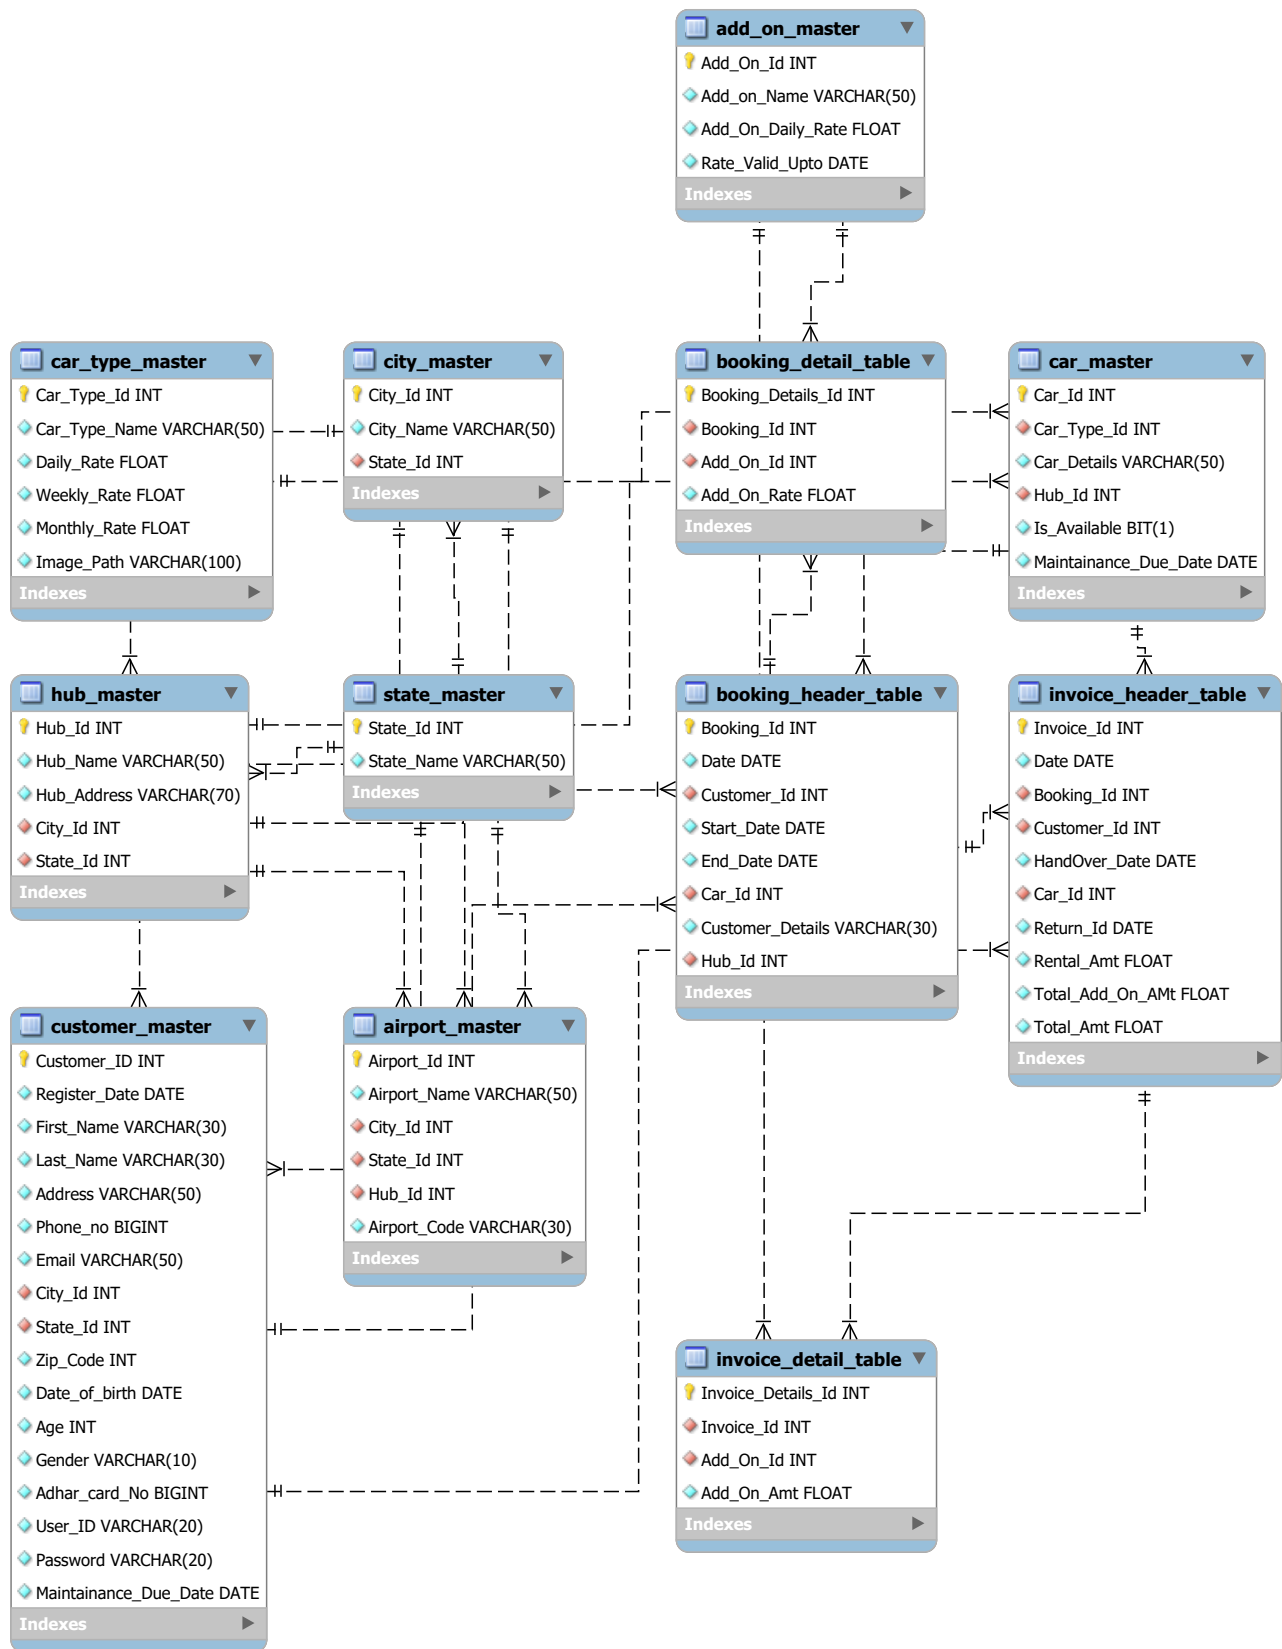 add_on_master
Add_On_Id INT
Add_on_Name VARCHAR(50)
Add_On_Daily_Rate FLOAT
Rate_Valid_Upto DATE
Indexes
car_type_master
Car_Type_Id INT
Car_Type_Name VARCHAR(50)
Daily_Rate FLOAT
Weekly_Rate FLOAT
Monthly_Rate FLOAT
Image_Path VARCHAR(100)
Indexes
city_master
City_Id INT
City_Name VARCHAR(50)
State_Id INT
Indexes
booking_detail_table
Booking_Details_Id INT
Booking_Id INT
Add_On_Id INT
Add_On_Rate FLOAT
Indexes
car_master
Car_Id INT
Car_Type_Id INT
Car_Details VARCHAR(50)
Hub_Id INT
Is_Available BIT(1)
Maintainance_Due_Date DATE
Indexes
hub_master
Hub_Id INT
Hub_Name VARCHAR(50)
Hub_Address VARCHAR(70)
City_Id INT
State_Id INT
Indexes
state_master
State_Id INT
State_Name VARCHAR(50)
Indexes
booking_header_table
Booking_Id INT
Date DATE
Customer_Id INT
Start_Date DATE
End_Date DATE
Car_Id INT
Customer_Details VARCHAR(30)
Hub_Id INT
Indexes
invoice_header_table
Invoice_Id INT
Date DATE
Booking_Id INT
Customer_Id INT
HandOver_Date DATE
Car_Id INT
Return_Id DATE
Rental_Amt FLOAT
Total_Add_On_AMt FLOAT
Total_Amt FLOAT
Indexes
customer_master
Customer_ID INT
Register_Date DATE
First_Name VARCHAR(30)
Last_Name VARCHAR(30)
Address VARCHAR(50)
Phone_no BIGINT
Email VARCHAR(50)
City_Id INT
State_Id INT
Zip_Code INT
Date_of_birth DATE
Age INT
Gender VARCHAR(10)
Adhar_card_No BIGINT
User_ID VARCHAR(20)
Password VARCHAR(20)
Maintainance_Due_Date DATE
Indexes
airport_master
Airport_Id INT
Airport_Name VARCHAR(50)
City_Id INT
State_Id INT
Hub_Id INT
Airport_Code VARCHAR(30)
Indexes
invoice_detail_table
Invoice_Details_Id INT
Invoice_Id INT
Add_On_Id INT
Add_On_Amt FLOAT
Indexes